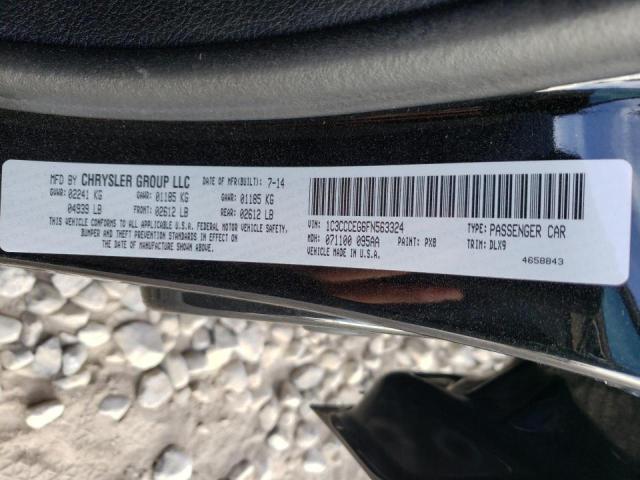 MFD BY CHRYSLER GROUP LLC DATE OF MFR(BUILT): 7-14
GVWR: 02241 KG GAWR: 01185 KG GAWR: 01185 KG
04939 LB FRONT: 02612 LB REAR: 02612 LB
THIS VEHICLE CONFORMS TO ALL APPLICABLE U.S.A. FEDERAL MOTOR VEHICLE SAFETY,
BUMPER AND THEFT PREVENTION STANDARDS IN EFFECT ON
THE DATE OF MANUFACTURE SHOWN ABOVE.
VIN: 1C3CCCEG6FN563324 TYPE: PASSENGER CAR
MDH: 071100 095AA PAINT: PX8 TRIM: DLX9
VEHICLE MADE IN U.S.A.
4658843